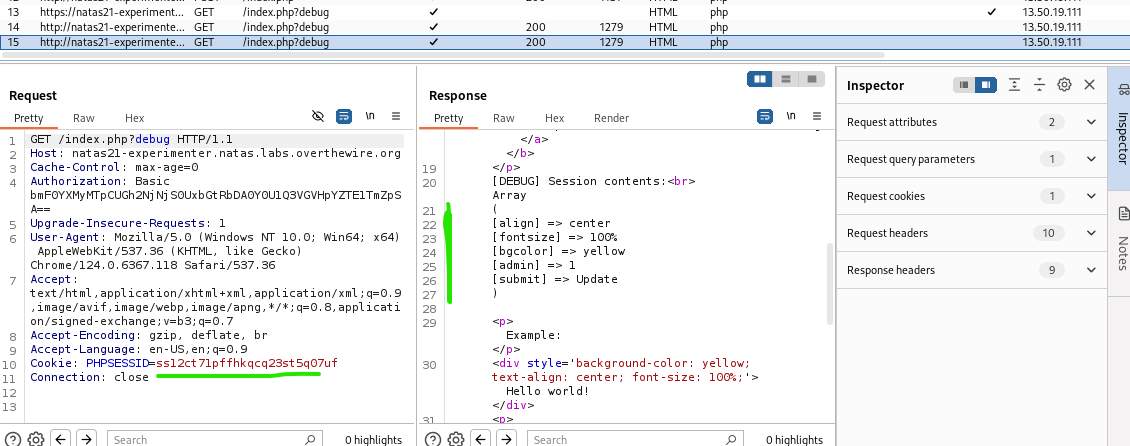 13 https://natas21-experimente... GET /index.php?debug ✓ HTML php ✓ 13.50.19.111
14 http://natas21-experimente... GET /index.php?debug ✓ 200 1279 HTML php 13.50.19.111
15 http://natas21-experimente... GET /index.php?debug ✓ 200 1279 HTML php 13.50.19.111
Request
Pretty Raw Hex \n
1 GET /index.php?debug HTTP/1.1
2 Host: natas21-experimenter.natas.labs.overthewire.org
3 Cache-Control: max-age=0
4 Authorization: Basic
A==
5 Upgrade-Insecure-Requests: 1
6 User-Agent: Mozilla/5.0 (Windows NT 10.0; Win64; x64)
AppleWebKit/537.36 (KHTML, like Gecko)
Chrome/124.0.6367.118 Safari/537.36
7 Accept:
text/html,application/xhtml+xml,application/xml;q=0.9
,image/avif,image/webp,image/apng,*/*;q=0.8,applicati
on/signed-exchange;v=b3;q=0.7
8 Accept-Encoding: gzip, deflate, br
9 Accept-Language: en-US,en;q=0.9
10 Cookie: PHPSESSID=ss12ct71pffhkqcq23st5q07uf
11 Connection: close
12
13
Search 0 highlights
Response
Pretty Raw Hex Render \n
</a>
</b>
19 </p>
20 [DEBUG] Session contents:<br>
Array
21 (
22 [align] => center
23 [fontsize] => 100%
24 [bgcolor] => yellow
25 [admin] => 1
26 [submit] => Update
27 )
28
29 <p>
Example:
</p>
30 <div style='background-color: yellow;
text-align: center; font-size: 100%;'>
Hello world!
</div>
31 <p>
Search 0 highlights
Inspector
Request attributes 2
Request query parameters 1
Request cookies 1
Request headers 10
Response headers 9
Inspector
Notes